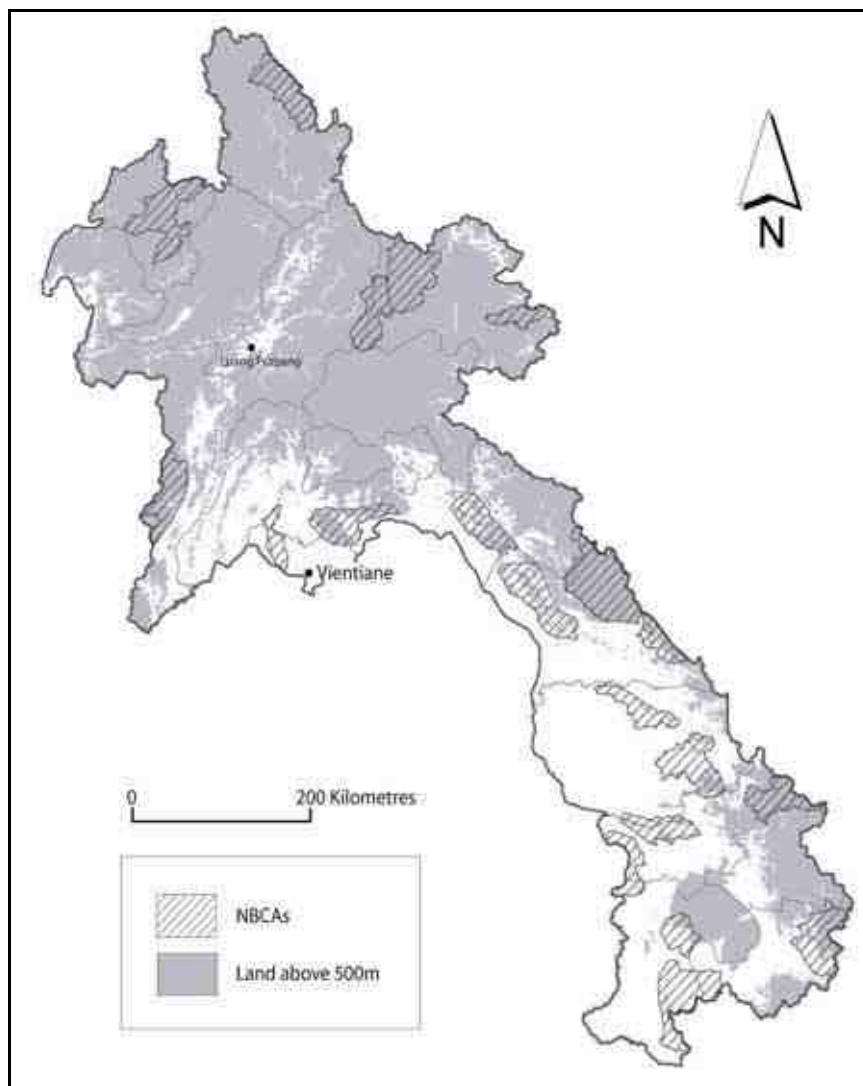 N
Luang Prabang
Vientiane
0 200 Kilometres
NBCAs
Land above 500m